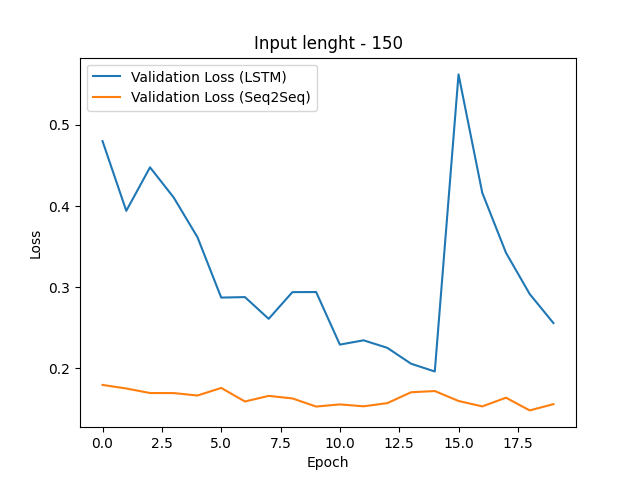 Input lenght - 150
Validation Loss (LSTM)
Validation Loss (Seq2Seq)
Loss
0.5
0.4
0.3
0.2
0.0 2.5 5.0 7.5 10.0 12.5 15.0 17.5
Epoch